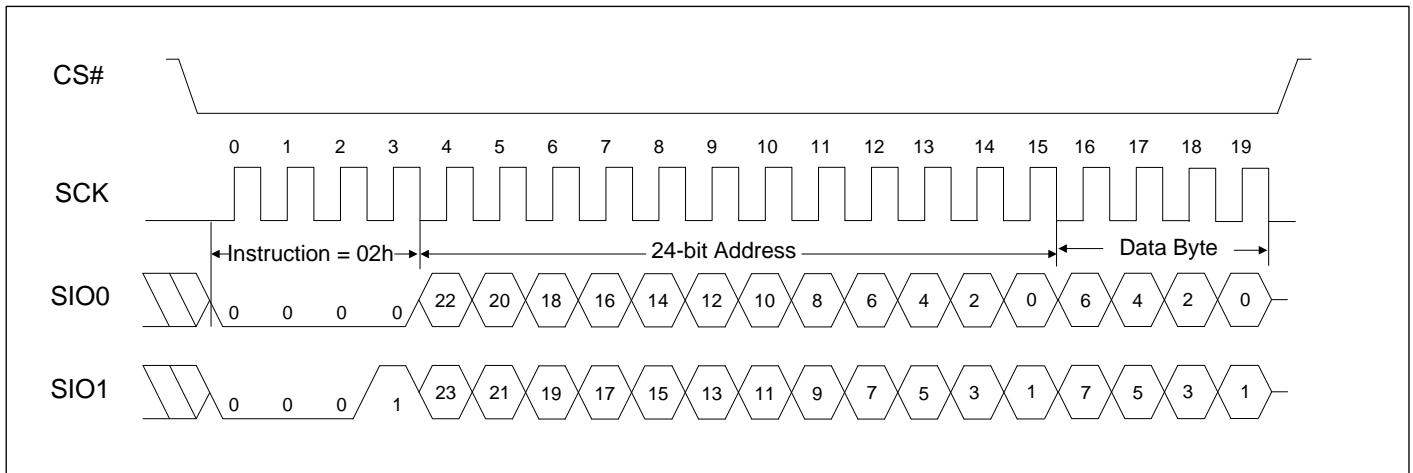 CS#
0 1 2 3 4 5 6 7 8 9 10 11 12 13 14 15 16 17 18 19
SCK
Instruction = 02h 24-bit Address Data Byte
SIO0 0 0 0 0 22 20 18 16 14 12 10 8 6 4 2 0 6 4 2 0
SIO1 0 0 0 1 23 21 19 17 15 13 11 9 7 5 3 1 7 5 3 1